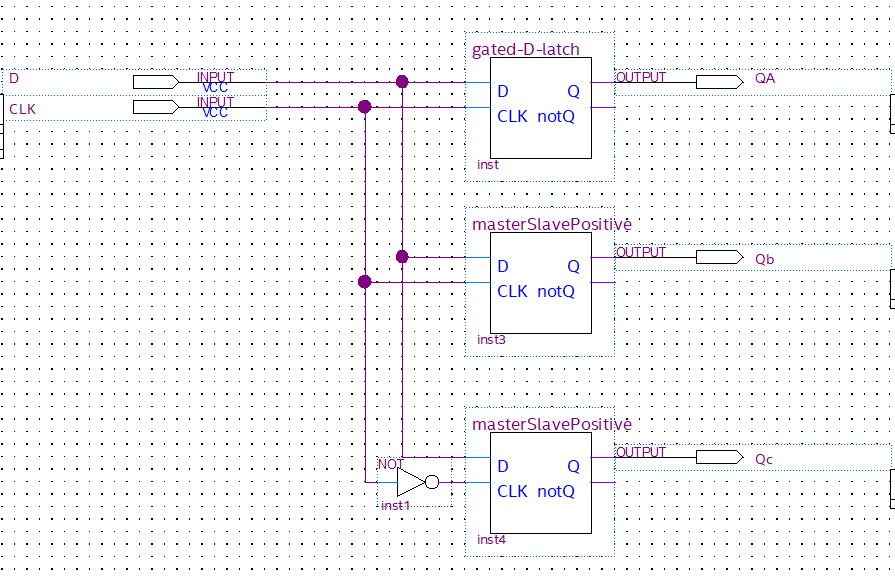 gated-D-latch
D
INPUT
VCC
CLK
INPUT
VCC
D Q
CLK notQ
inst
OUTPUT
QA
masterSlavePositive
D Q
CLK notQ
inst3
OUTPUT
Qb
masterSlavePositive
D Q
CLK notQ
inst4
OUTPUT
Qc
NOT
inst1